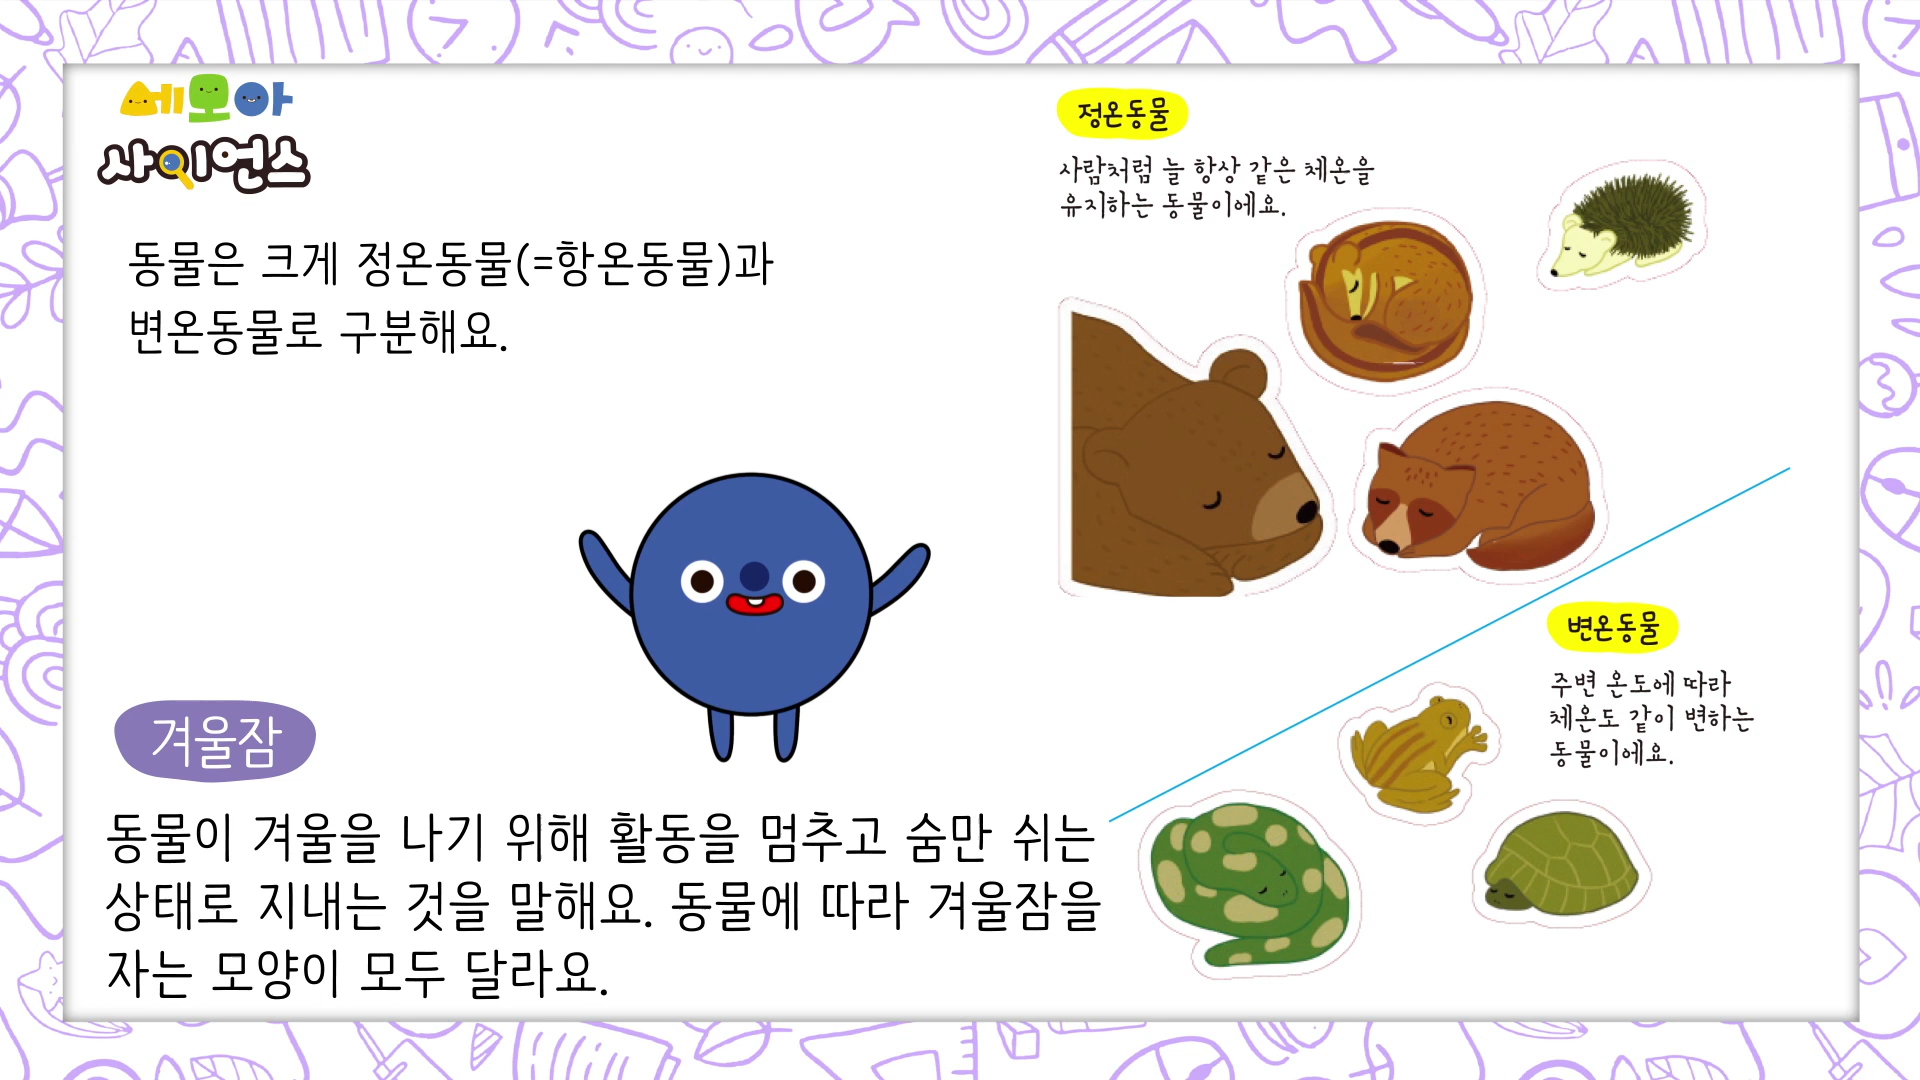 세모아
사이언스
동물은 크게 정온동물(=항온동물)과
변온동물로 구분해요.
겨울잠
동물이 겨울을 나기 위해 활동을 멈추고 숨만 쉬는
상태로 지내는 것을 말해요. 동물에 따라 겨울잠을
자는 모양이 모두 달라요.
정온동물
사람처럼 늘 항상 같은 체온을
유지하는 동물이에요.
변온동물
주변 온도에 따라
체온도 같이 변하는
동물이에요.